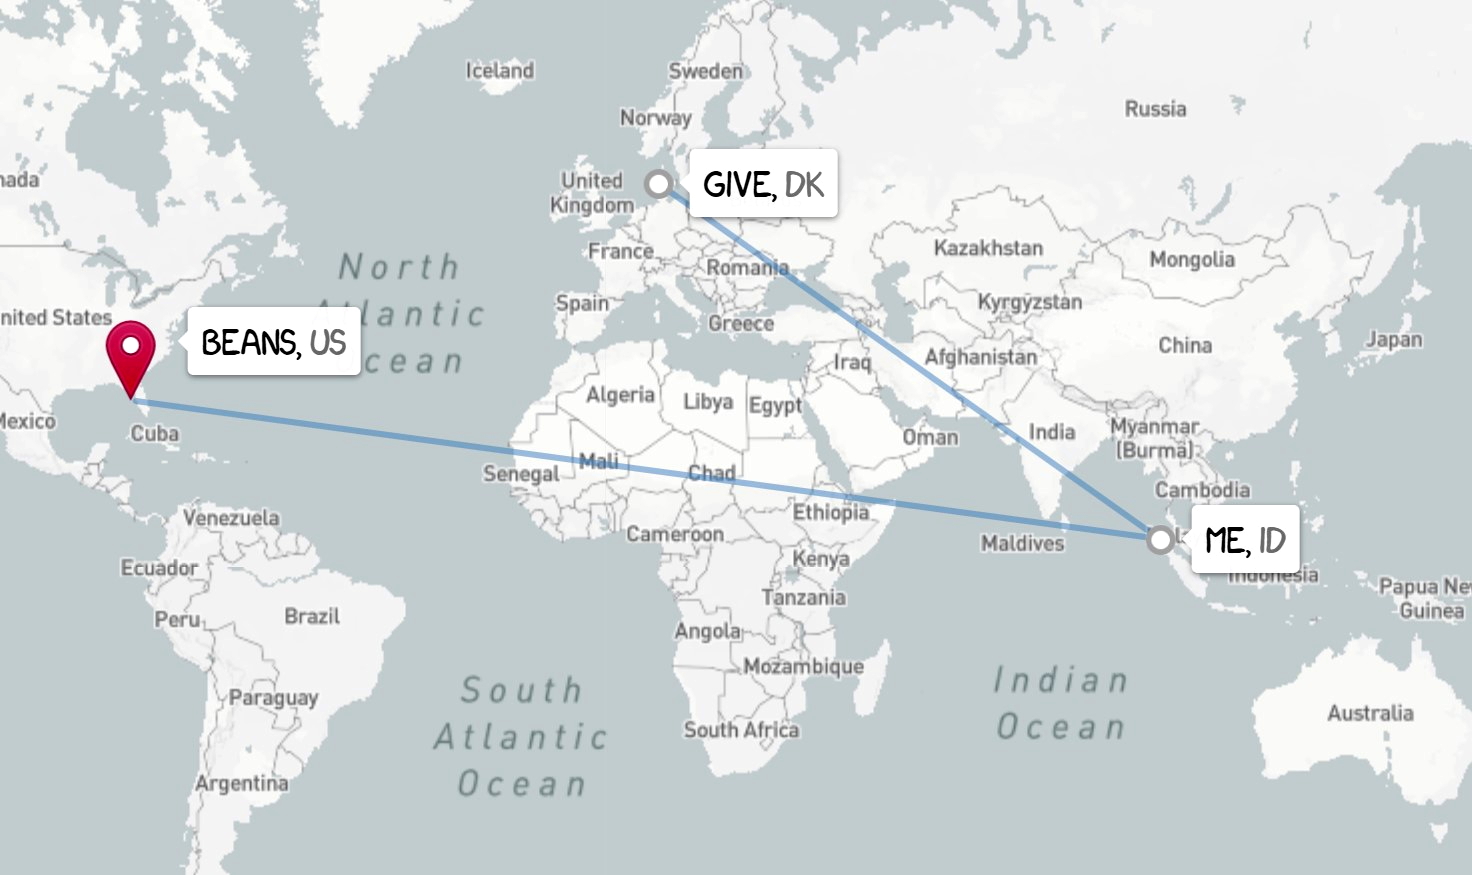 Iceland
Sweden
Norway
Russia
nada
United
Kingdom
GIVE, DK
France
Romania
Kazakhstan
Mongolia
North
Atlantic
Ocean
nited States
BEANS, US
Spain
Greece
Kyrgyzstan
Japan
China
Iraq
Afghanistan
Algeria
Libya
Egypt
Mexico
Cuba
Oman
India
Myanmar
(Burma)
Senegal
Mali
Chad
Cambodia
Venezuela
Ethiopia
Cameroon
Maldives
ME, ID
Ecuador
Kenya
Indonesia
Papua Ne
Guinea
Peru
Brazil
Tanzania
Angola
Mozambique
South
Atlantic
Ocean
Indian
Ocean
Paraguay
South Africa
Australia
Argentina